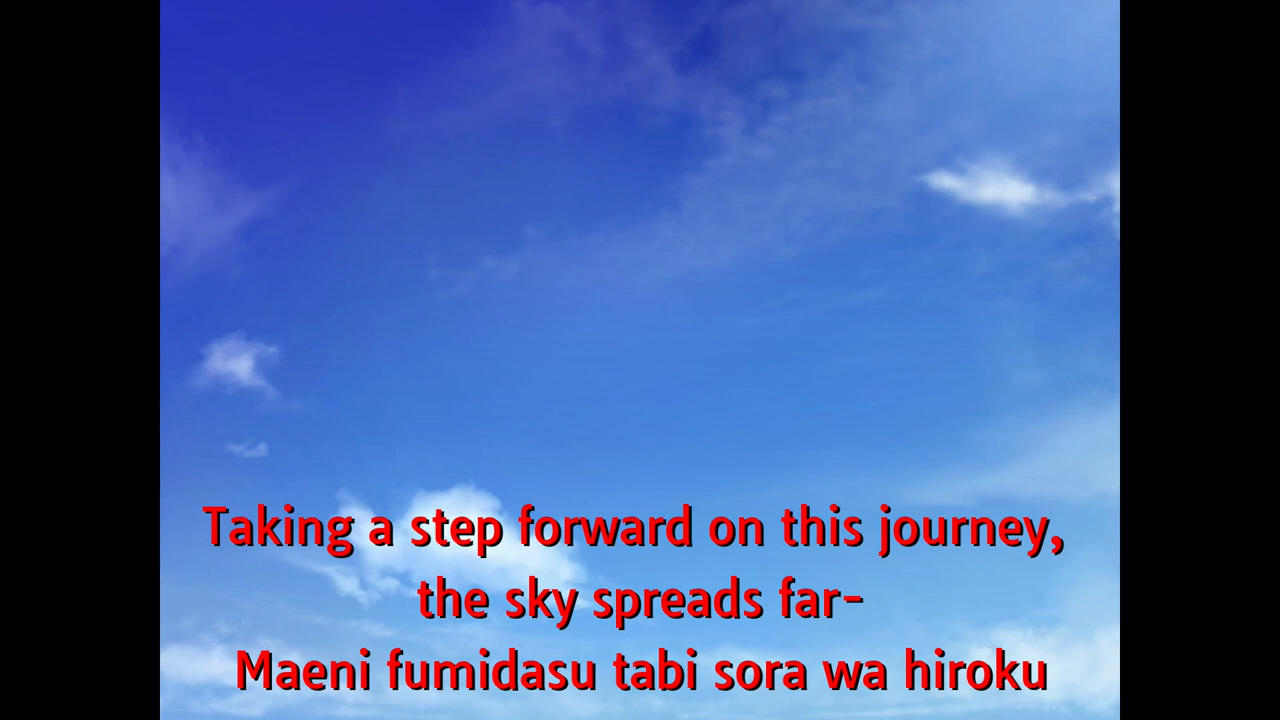 Taking a step forward on this journey,
the sky spreads far-
Maeni fumidasu tabi sora wa hiroku